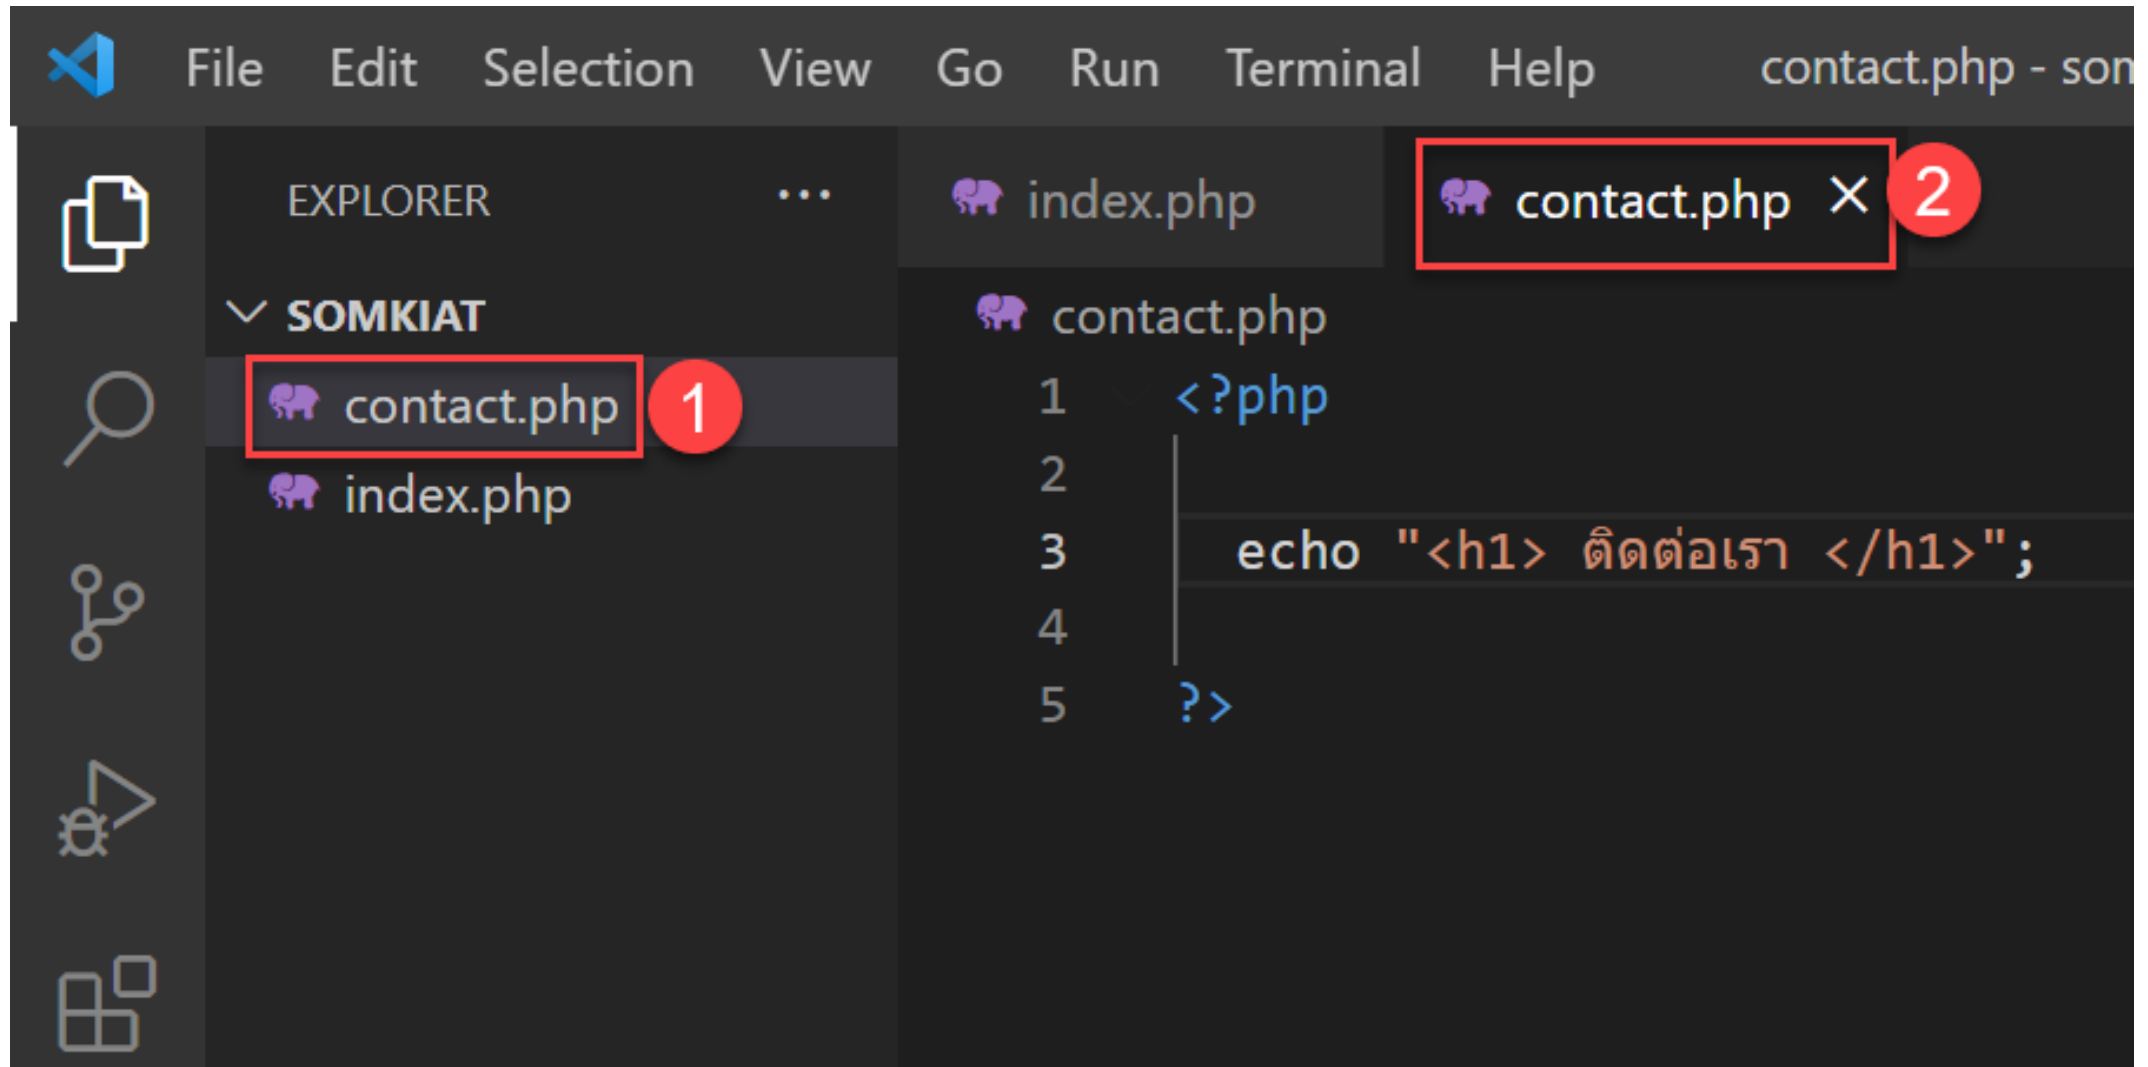 File Edit Selection View Go Run Terminal Help contact.php - som
EXPLORER ...
SOMKIAT
contact.php 1
index.php
index.php contact.php 2
contact.php
1 <?php
2
3 echo "<h1> ติดต่อเรา </h1>";
4
5 ?>